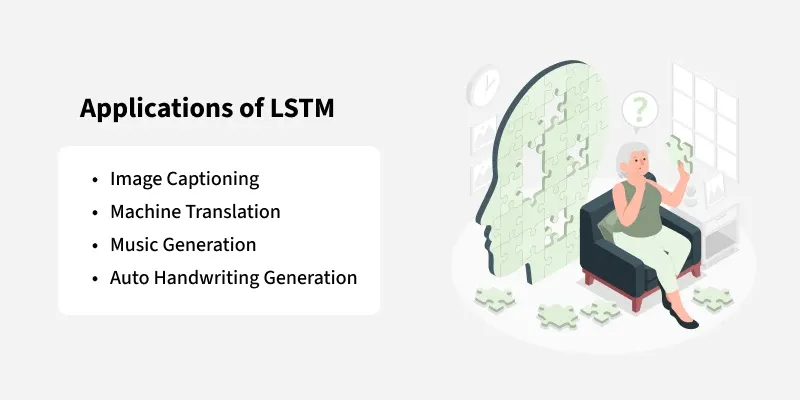 Applications of LSTM
• Image Captioning
• Machine Translation
• Music Generation
• Auto Handwriting Generation
?